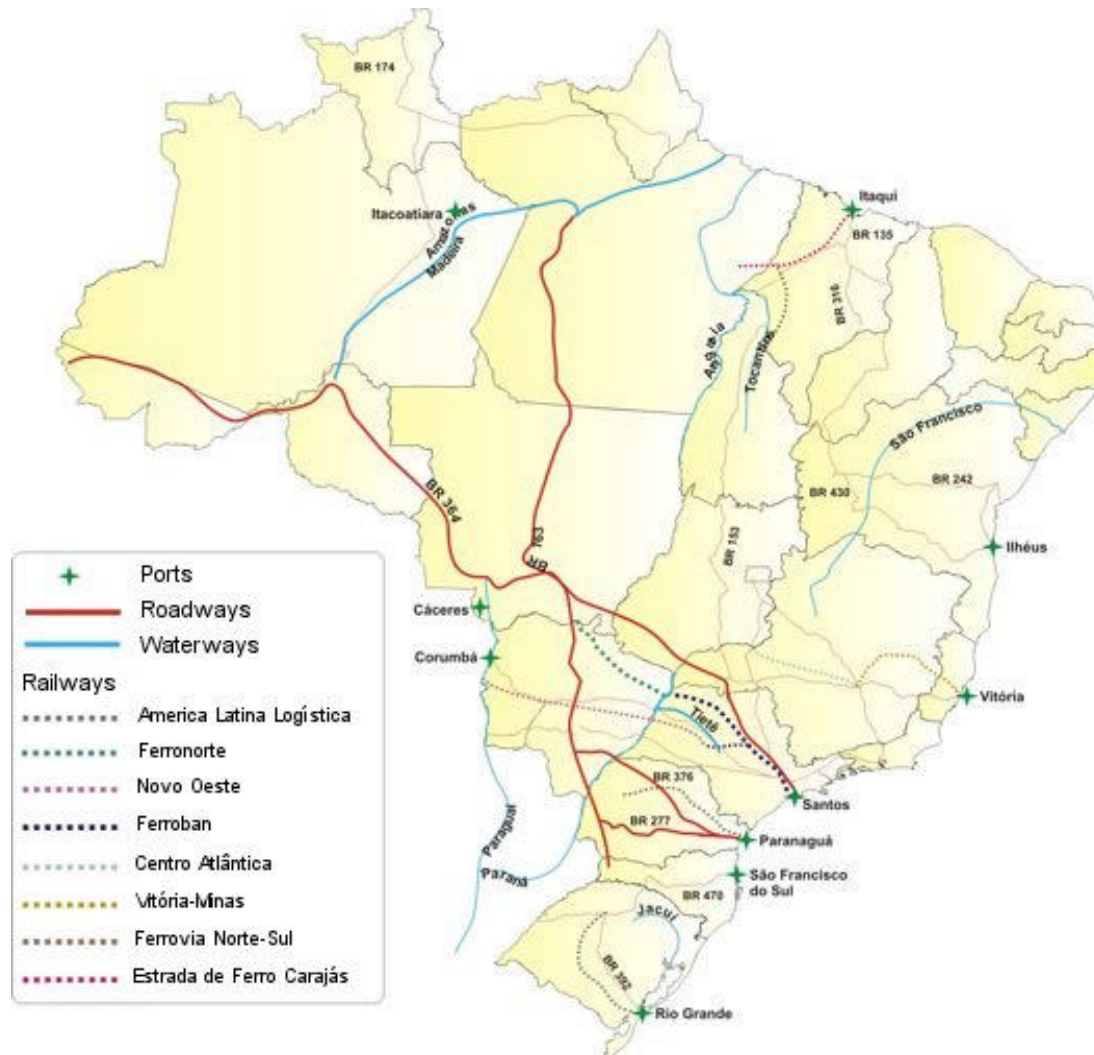 BR 174
Itacoatiara
Amazonas
Madeira
Itaqui
BR 135
BR 316
Araguaia
Tocantins
São Francisco
BR 242
BR 430
BR 364
BR 163
BR 153
Ilhéus
Cáceres
Corumbá
Vitória
Tietê
Santos
BR 376
BR 277
Paranaguá
Paraguai
Paraná
São Francisco
do Sul
BR 470
Jacuí
BR 392
Rio Grande
Ports
Roadways
Waterways
Railways
America Latina Logística
Ferronorte
Novo Oeste
Ferroban
Centro Atlântica
Vitória-Minas
Ferrovia Norte-Sul
Estrada de Ferro Carajás